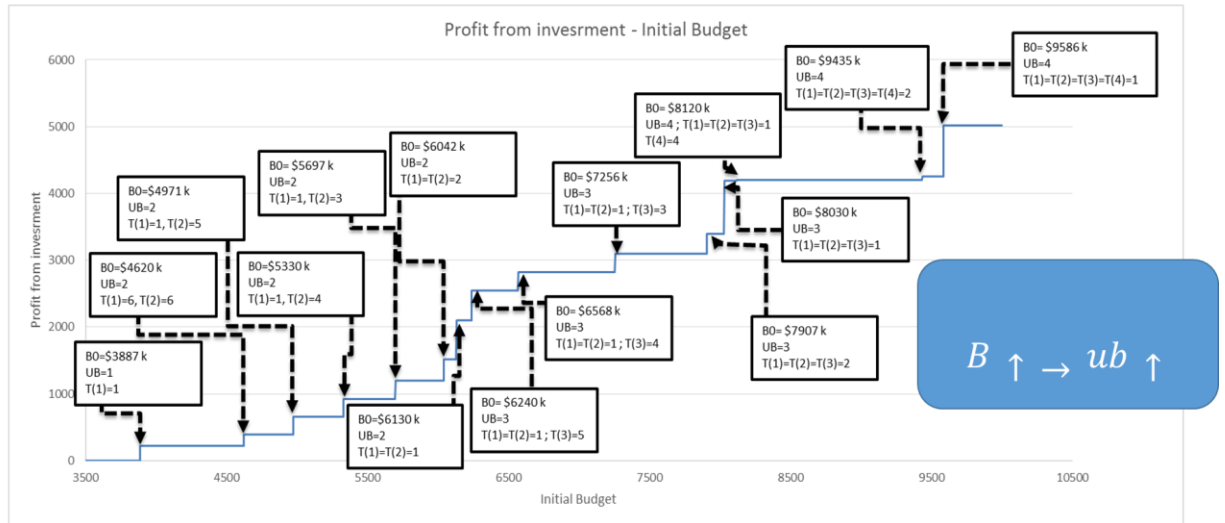 Profit from invesrment - Initial Budget
Profit from invesrment
6000
5000
4000
3000
2000
1000
0
3500
4500
5500
6500
7500
8500
9500
10500
Initial Budget
B0=$3887 k
UB=1
T(1)=1
B0=$4620 k
UB=2
T(1)=6, T(2)=6
B0=$4971 k
UB=2
T(1)=1, T(2)=5
B0=$5330 k
UB=2
T(1)=1, T(2)=4
B0= $5697 k
UB=2
T(1)=1, T(2)=3
B0= $6042 k
UB=2
T(1)=T(2)=2
B0= $6130 k
UB=2
T(1)=T(2)=1
B0= $6240 k
UB=3
T(1)=T(2)=1 ; T(3)=5
B0= $6568 k
UB=3
T(1)=T(2)=1 ; T(3)=4
B0= $7256 k
UB=3
T(1)=T(2)=1 ; T(3)=3
B0= $7907 k
UB=3
T(1)=T(2)=T(3)=2
B0= $8030 k
UB=3
T(1)=T(2)=T(3)=1
B0= $8120 k
UB=4 ; T(1)=T(2)=T(3)=1
T(4)=4
B0= $9435 k
UB=4
T(1)=T(2)=T(3)=T(4)=2
B0= $9586 k
UB=4
T(1)=T(2)=T(3)=T(4)=1
B ↑ → ub ↑